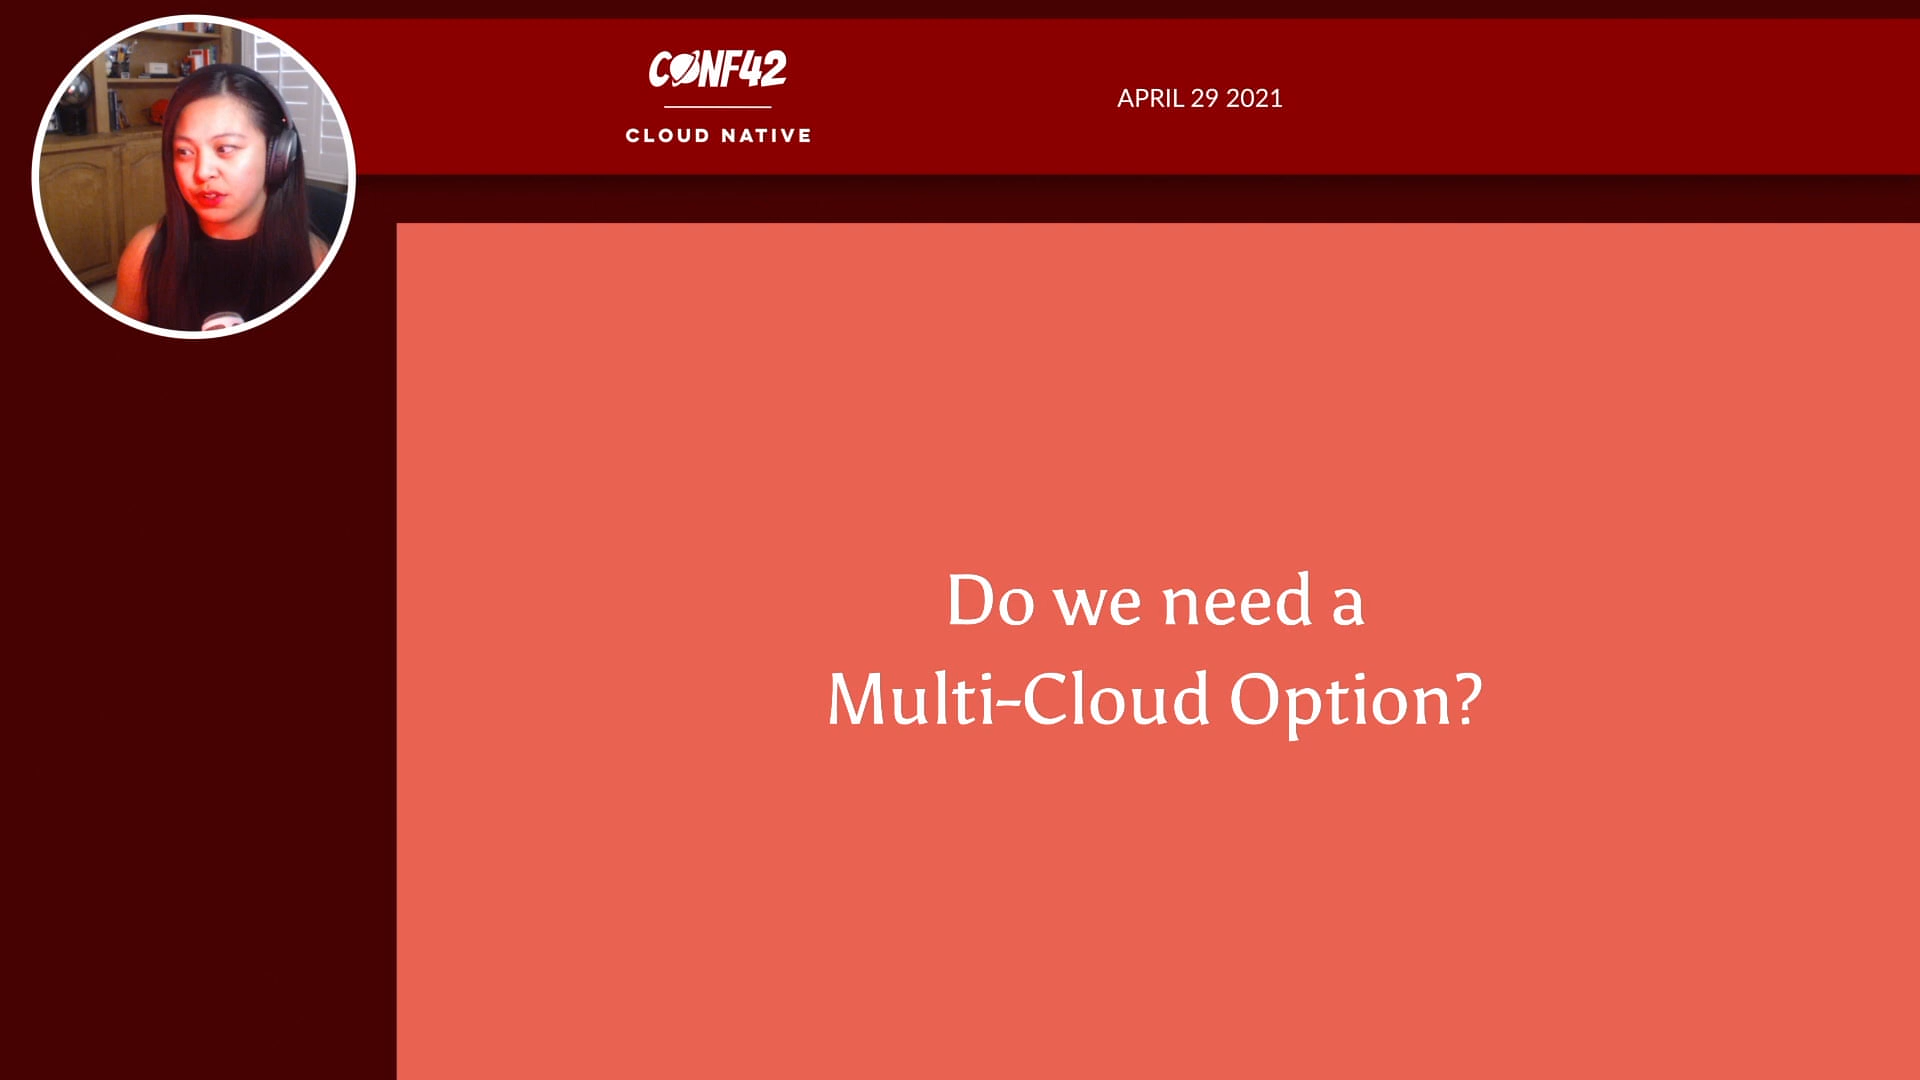 CONF42
CLOUD NATIVE
APRIL 29 2021
Do we need a
Multi-Cloud Option?